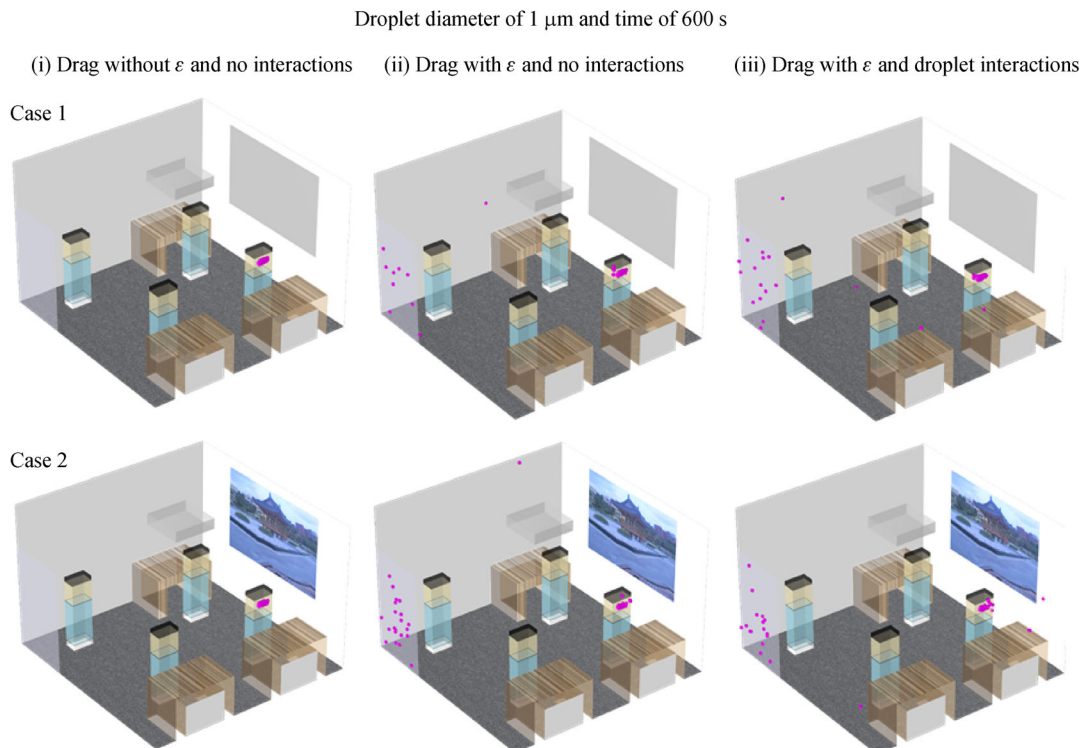 Droplet diameter of 1 μm and time of 600 s
(i) Drag without ε and no interactions
(ii) Drag with ε and no interactions
(iii) Drag with ε and droplet interactions
Case 1
Case 2